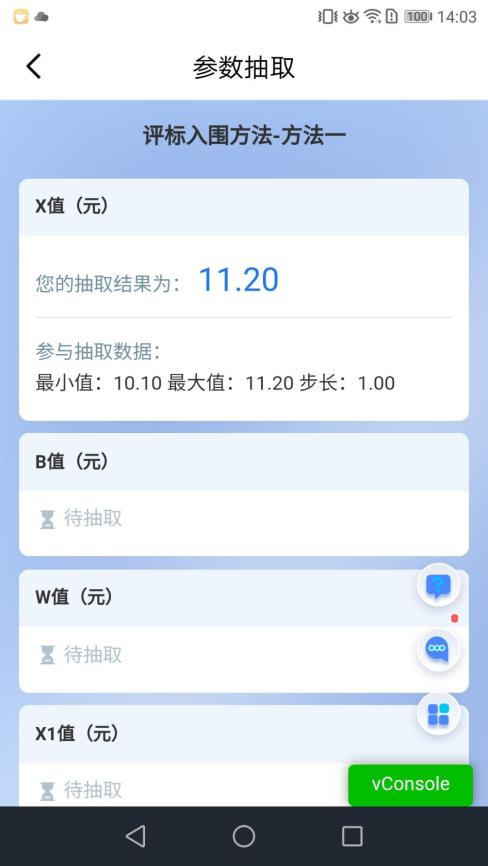 100 14:03
参数抽取
评标入围方法-方法一
X值（元）
您的抽取结果为： 11.20
参与抽取数据：
最小值：10.10 最大值：11.20 步长：1.00
B值（元）
待抽取
W值（元）
待抽取
X1值（元）
待抽取
vConsole